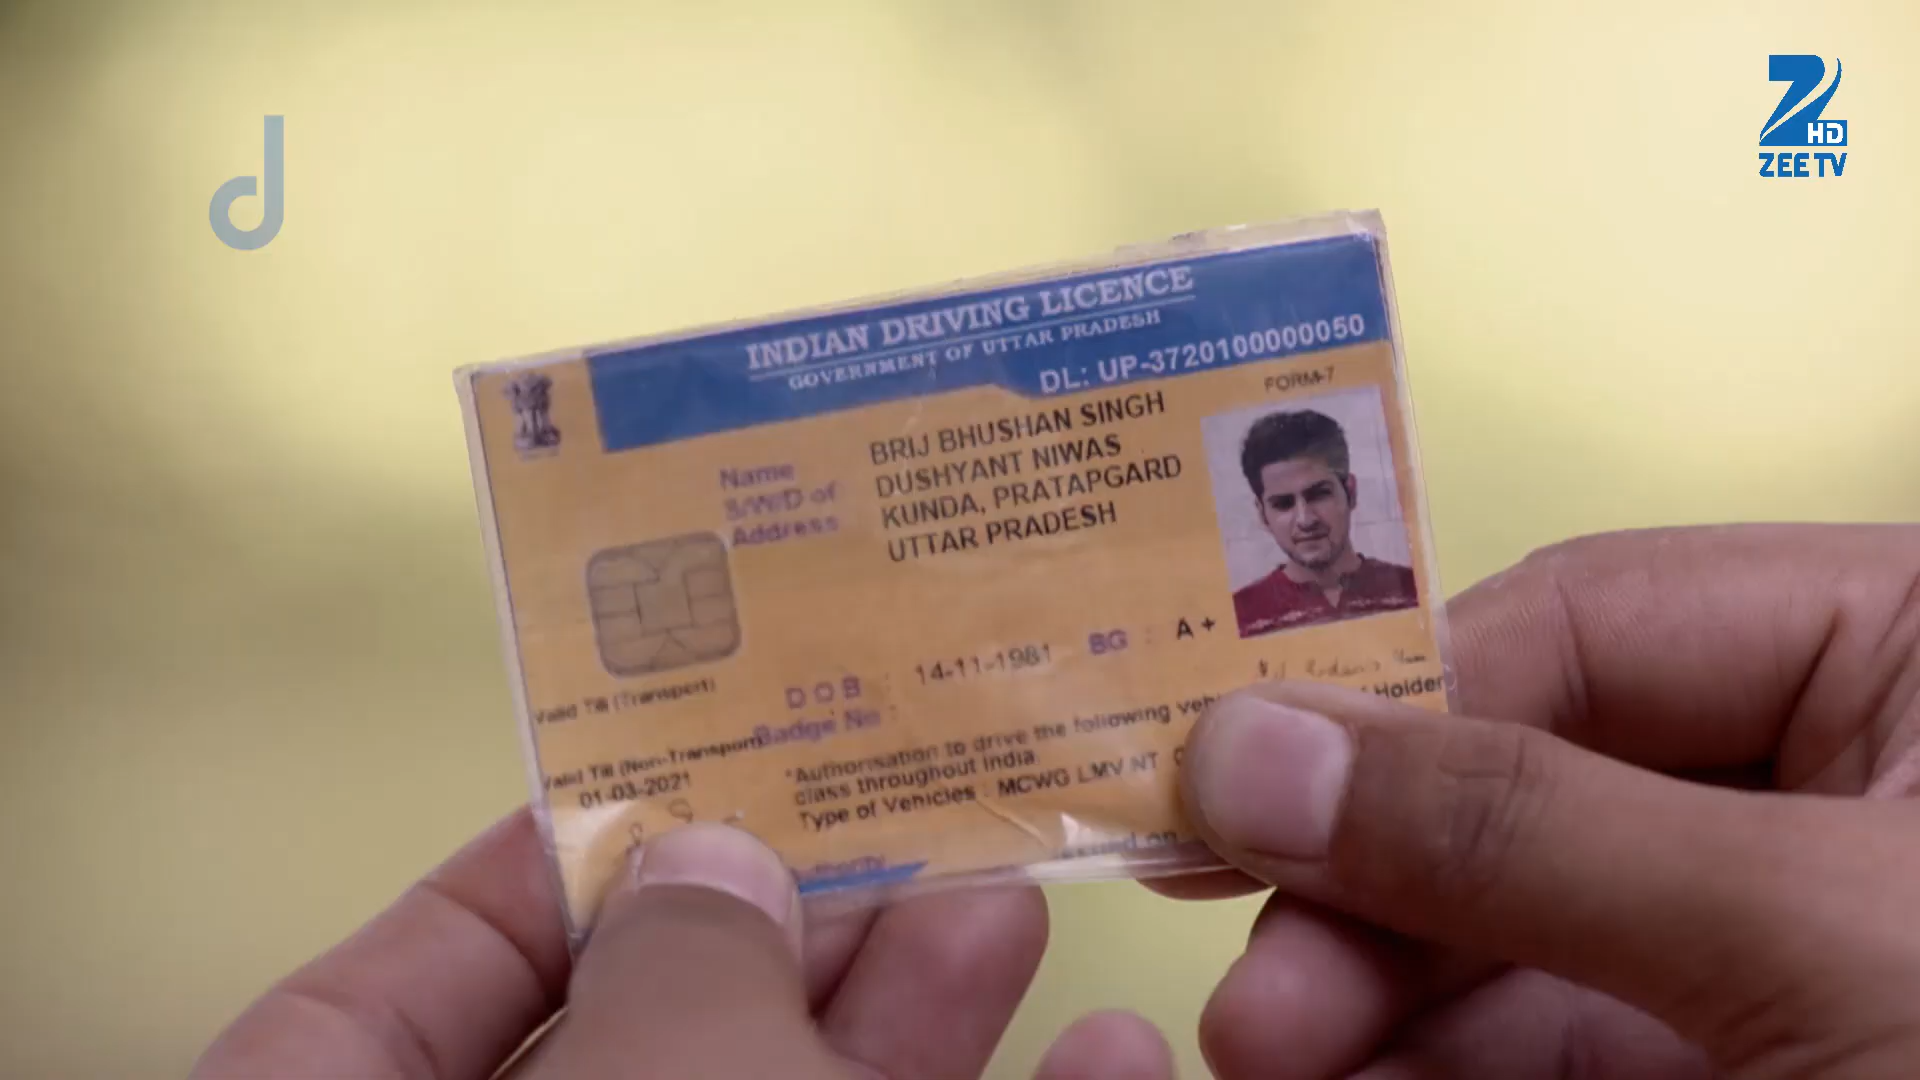 d
Z HD
ZEE TV
INDIAN DRIVING LICENCE
GOVERNMENT OF UTTAR PRADESH
DL: UP-3720100000050
FORM-7
Name BRIJ BHUSHAN SINGH
S/W/D of DUSHYANT NIWAS
Address KUNDA, PRATAPGARD
UTTAR PRADESH
DOB : 14-11-1981 BG : A+
Valid Till (Transport)
Badge No :
Holder
Valid Till (Non-Transport)
01-03-2021
*Authorisation to drive the following
class throughout India
Type of Vehicles : MCWG LMV NT